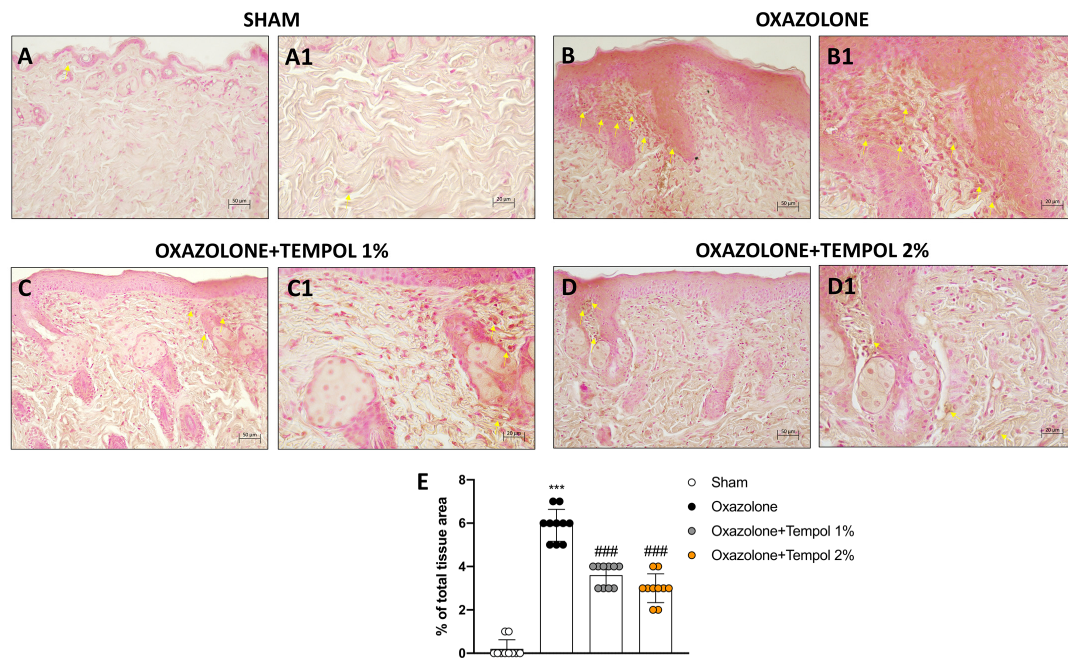 SHAM
OXAZOLONE
A
50 µm
A1
20 µm
B
50 µm
B1
20 µm
OXAZOLONE+TEMPOL 1%
OXAZOLONE+TEMPOL 2%
C
50 µm
C1
20 µm
D
50 µm
D1
20 µm
E
% of total tissue area
8
6
4
2
0
***
###
###
Sham
Oxazolone
Oxazolone+Tempol 1%
Oxazolone+Tempol 2%